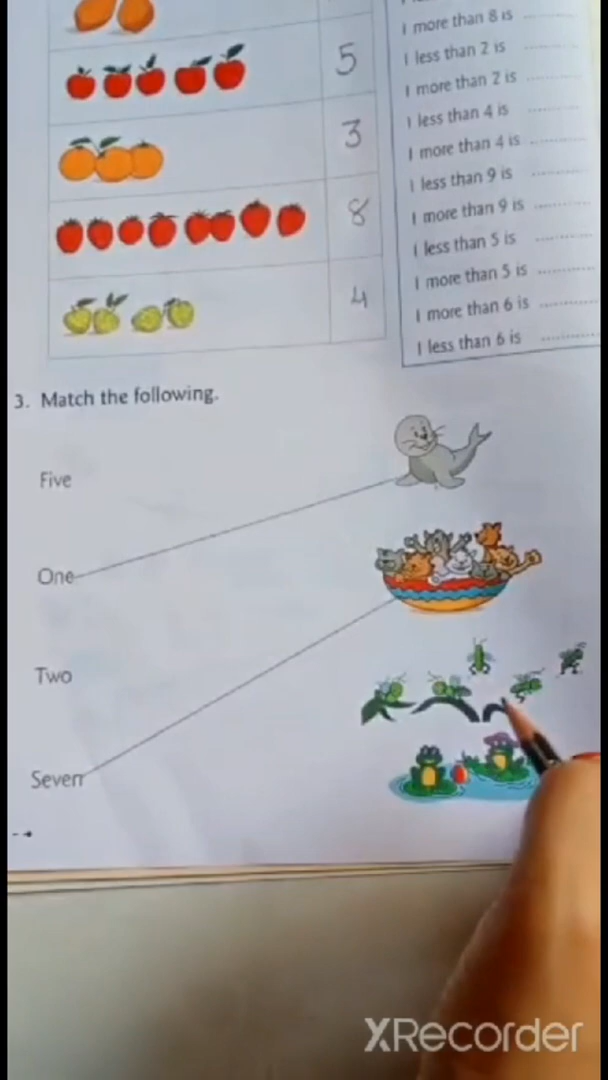 1 more than 8 is ............
1 less than 2 is ............
5
1 more than 2 is ............
1 less than 4 is ............
3
1 more than 4 is ............
1 less than 9 is ............
8
1 more than 9 is ............
1 less than 5 is ............
4
1 more than 5 is ............
1 more than 6 is ............
1 less than 6 is ............
3. Match the following.
Five
One
Two
Seven
XRecorder